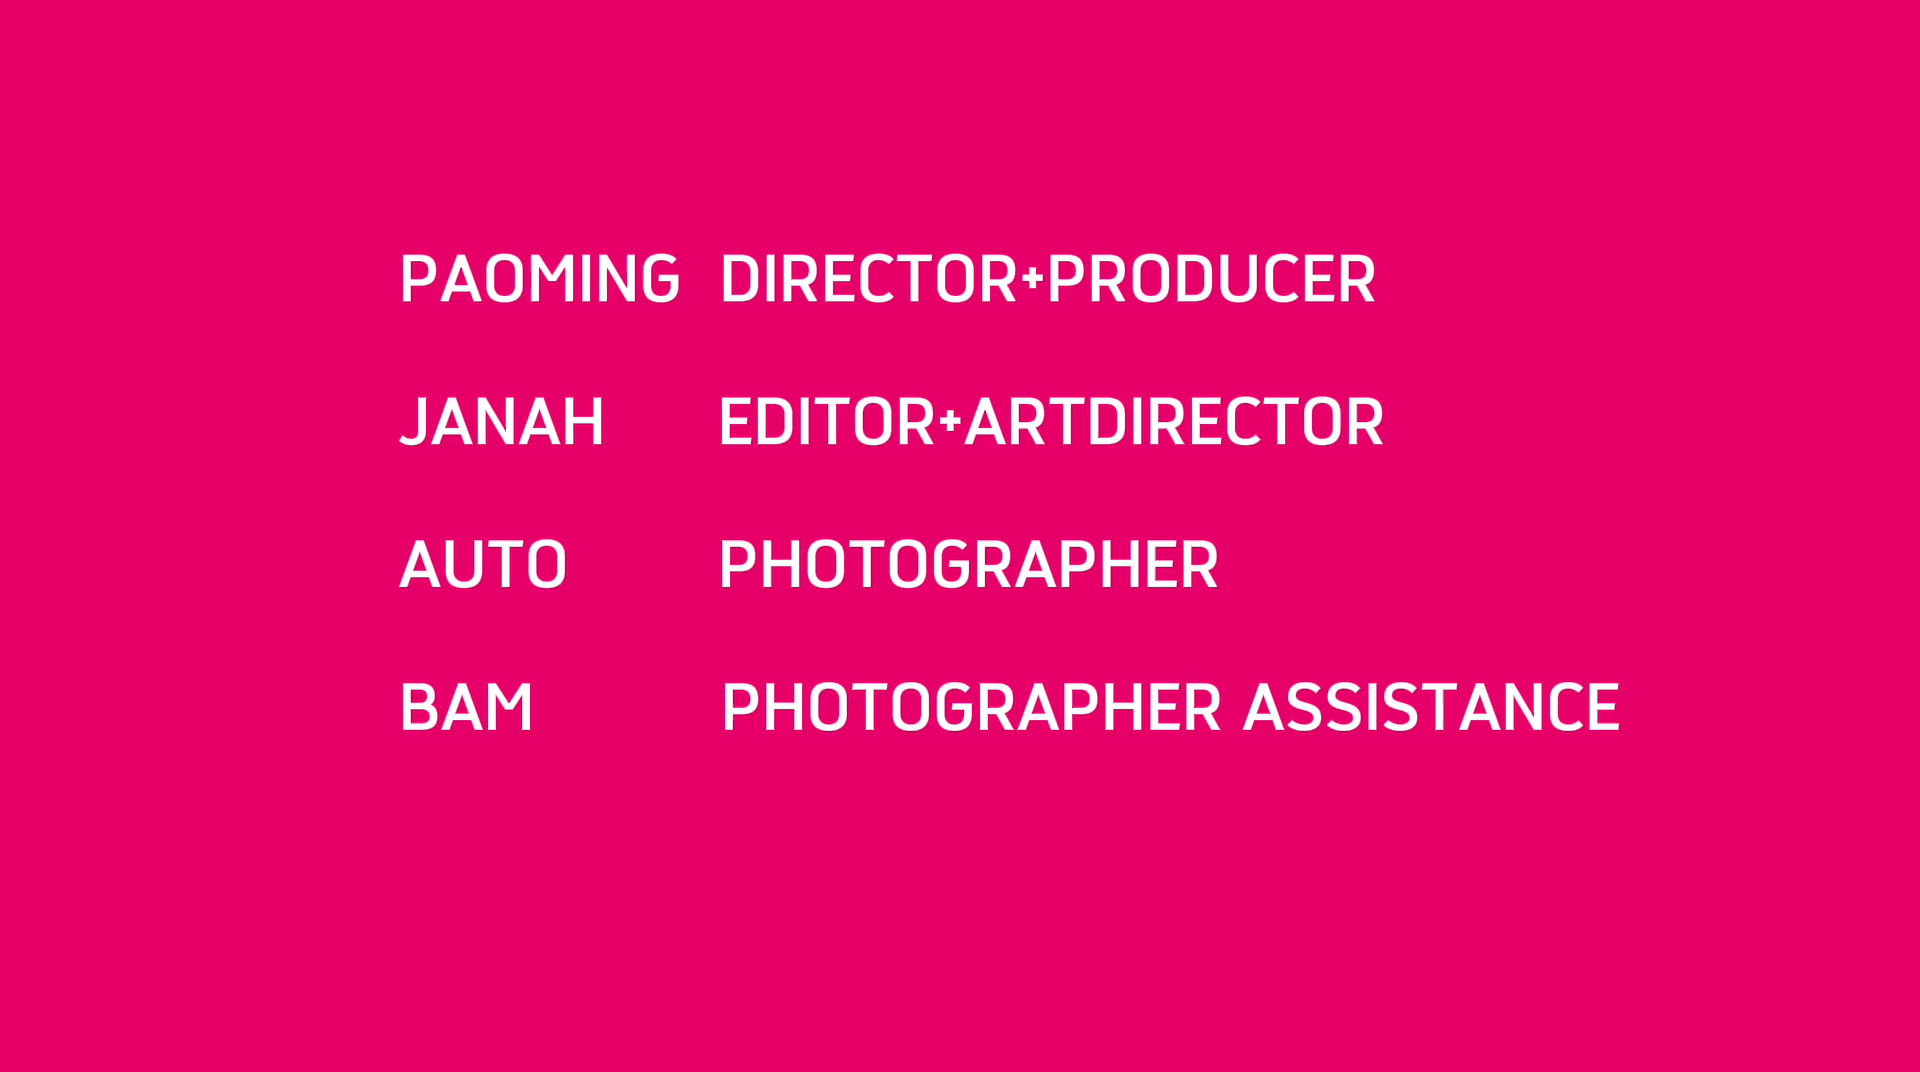 PAOMING DIRECTOR+PRODUCER
JANAH EDITOR+ARTDIRECTOR
AUTO PHOTOGRAPHER
BAM PHOTOGRAPHER ASSISTANCE